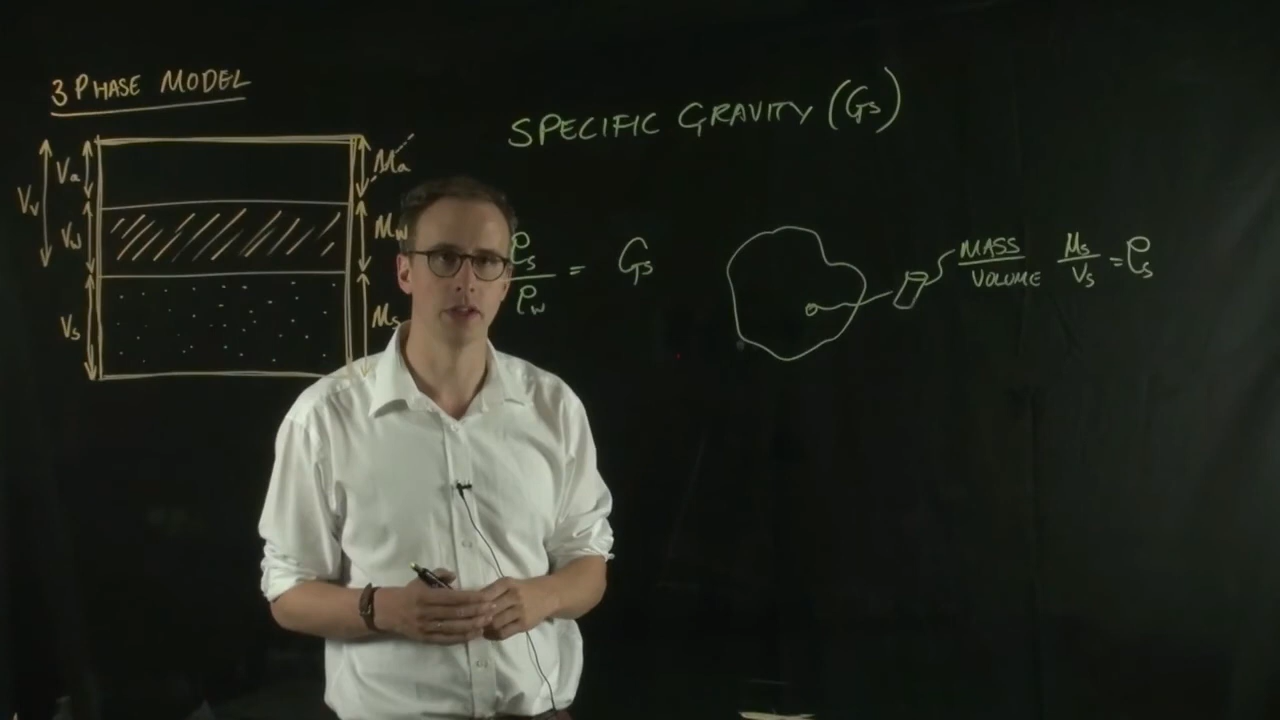 3 PHASE MODEL
SPECIFIC GRAVITY (Gs)
Va
Ma
Vv
Vw
Mw
Vs
Ms
ρs
ρw
= Gs
MASS
VOLUME
Ms
Vs
= ρs